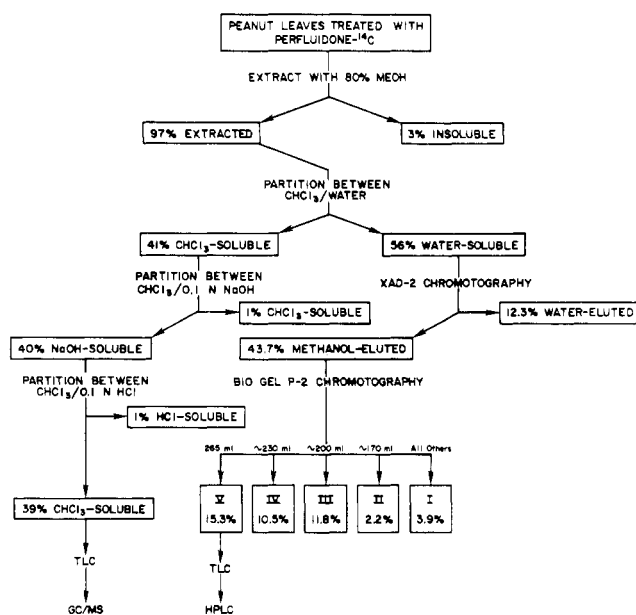 PEANUT LEAVES TREATED WITH
PERFLUIDONE-¹⁴C
EXTRACT WITH 80% MEOH
97% EXTRACTED
3% INSOLUBLE
PARTITION BETWEEN
CHCl₃/WATER
41% CHCl₃-SOLUBLE
56% WATER-SOLUBLE
PARTITION BETWEEN
CHCl₃/0.1 N NaOH
XAD-2 CHROMOTOGRAPHY
1% CHCl₃-SOLUBLE
12.3% WATER-ELUTED
40% NaOH-SOLUBLE
43.7% METHANOL-ELUTED
PARTITION BETWEEN
CHCl₃/0.1 N HCl
BIO GEL P-2 CHROMOTOGRAPHY
1% HCl-SOLUBLE
265 ml ~230 ml ~200 ml ~170 ml All Others
V IV III II I
15.3% 10.5% 11.8% 2.2% 3.9%
39% CHCl₃-SOLUBLE
TLC
TLC
GC/MS
HPLC